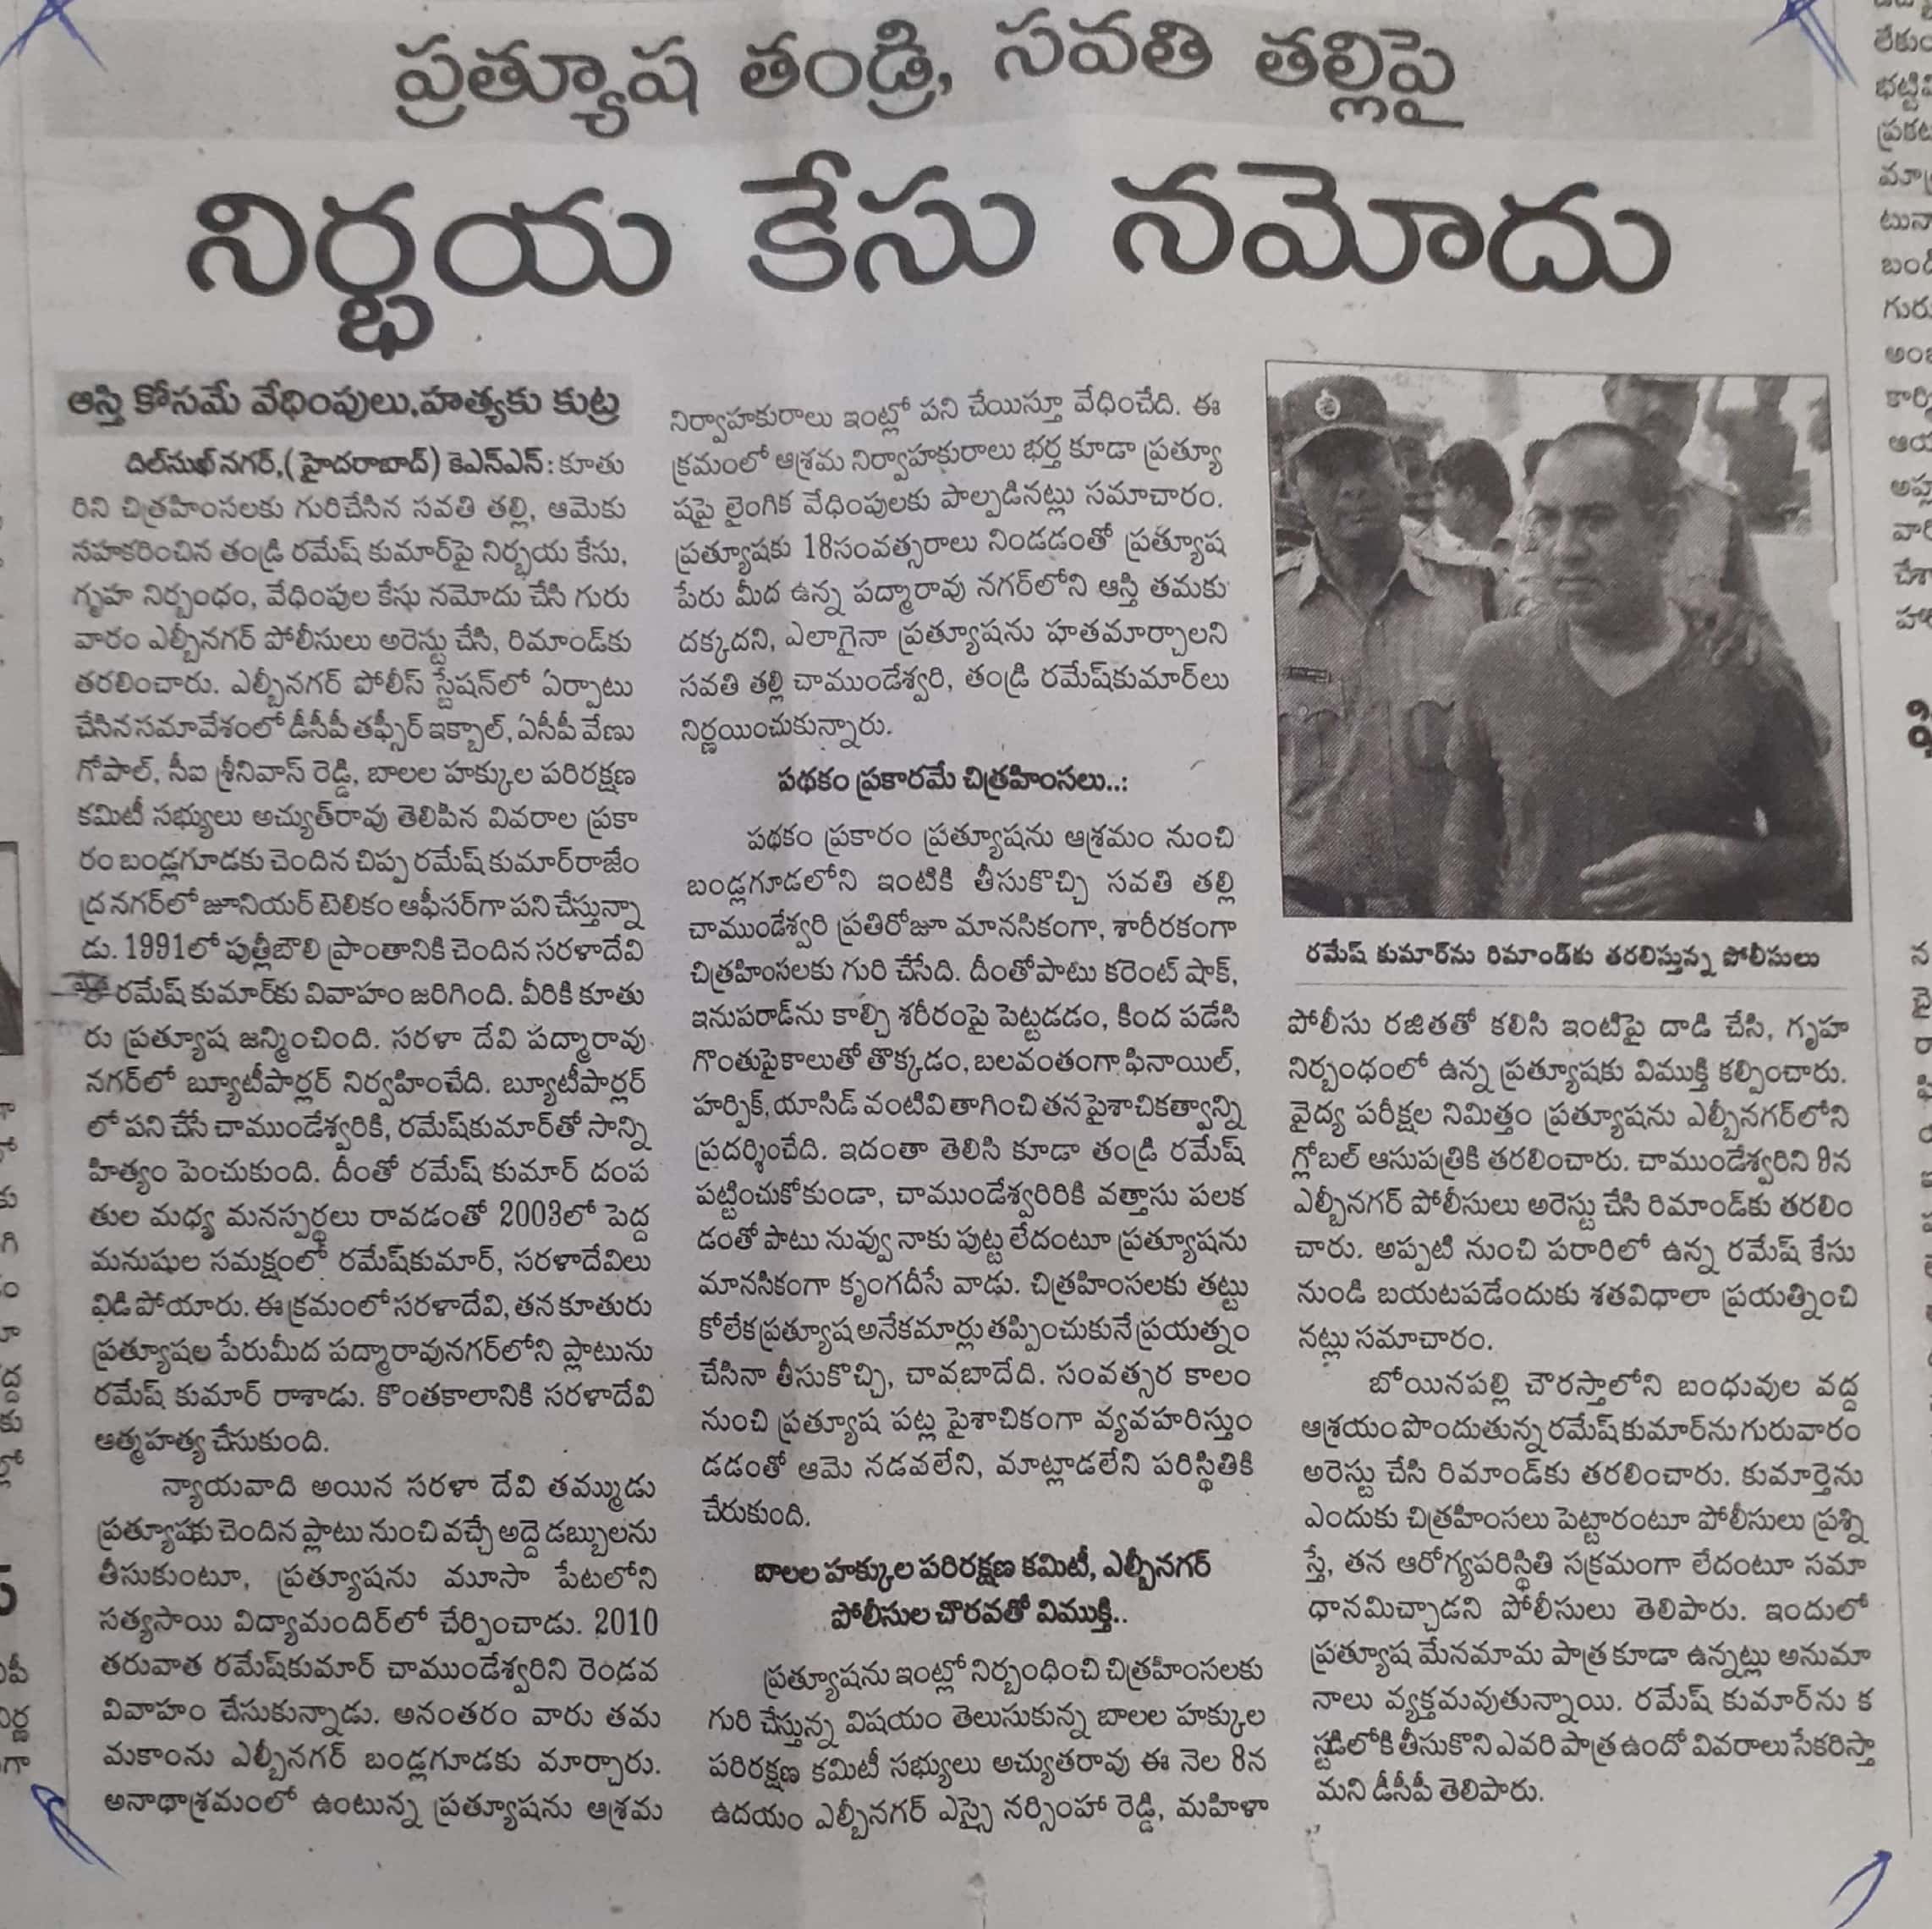 ప్రత్యూష తండ్రి, సవతి తల్లిపై
నిర్భయ కేసు నమోదు
ఆస్తి కోసమే వేధింపులు,హత్యకు కుట్ర
దిల్‌సుఖ్‌నగర్,(హైదరాబాద్) కెఎన్ఎన్: కూతు
రిని చిత్రహింసలకు గురిచేసిన సవతి తల్లి, ఆమెకు
సహకరించిన తండ్రి రమేష్ కుమార్‌పై నిర్భయ కేసు,
గృహ నిర్బంధం, వేధింపుల కేసు నమోదు చేసి గురు
వారం ఎల్బీనగర్ పోలీసులు అరెస్టు చేసి, రిమాండ్‌కు
తరలించారు. ఎల్బీనగర్ పోలీస్ స్టేషన్‌లో ఏర్పాటు
చేసిన సమావేశంలో డీసీపీ తఫ్సీర్ ఇక్బాల్, ఏసీపీ వేణు
గోపాల్, సీఐ శ్రీనివాస్ రెడ్డి, బాలల హక్కుల పరిరక్షణ
కమిటీ సభ్యులు అచ్యుత్‌రావు తెలిపిన వివరాల ప్రకా
రం బండ్లగూడకు చెందిన చిప్ప రమేష్ కుమార్ రాజేం
ద్ర నగర్‌లో జూనియర్ టెలికం ఆఫీసర్‌గా పని చేస్తున్నా
డు. 1991లో పుత్లీబౌలి ప్రాంతానికి చెందిన సరళాదేవి
రమేష్ కుమార్‌కు వివాహం జరిగింది. వీరికి కూతు
రు ప్రత్యూష జన్మించింది. సరళా దేవి పద్మారావు
నగర్‌లో బ్యూటీపార్లర్ నిర్వహించేది. బ్యూటీపార్లర్
లో పని చేసే చాముండేశ్వరికి, రమేష్‌కుమార్‌తో సాన్ని
హిత్యం పెంచుకుంది. దీంతో రమేష్ కుమార్ దంప
తుల మధ్య మనస్పర్థలు రావడంతో 2003లో పెద్ద
మనుషుల సమక్షంలో రమేష్‌కుమార్, సరళాదేవిలు
విడి పోయారు. ఈ క్రమంలో సరళాదేవి, తన కూతురు
ప్రత్యూషల పేరుమీద పద్మారావునగర్‌లోని ప్లాటును
రమేష్ కుమార్ రాశాడు. కొంతకాలానికి సరళాదేవి
ఆత్మహత్య చేసుకుంది.
న్యాయవాది అయిన సరళా దేవి తమ్ముడు
ప్రత్యూషకు చెందిన ప్లాటు నుంచి వచ్చే అద్దె డబ్బులను
తీసుకుంటూ, ప్రత్యూషను మూసా పేటలోని
సత్యసాయి విద్యామందిర్‌లో చేర్పించాడు. 2010
తరువాత రమేష్‌కుమార్ చాముండేశ్వరిని రెండవ
వివాహం చేసుకున్నాడు. అనంతరం వారు తమ
మకాంను ఎల్బీనగర్ బండ్లగూడకు మార్చారు.
అనాథాశ్రమంలో ఉంటున్న ప్రత్యూషను ఆశ్రమ
నిర్వాహకురాలు ఇంట్లో పని చేయిస్తూ వేధించేది. ఈ
క్రమంలో ఆశ్రమ నిర్వాహకురాలు భర్త కూడా ప్రత్యూ
షపై లైంగిక వేధింపులకు పాల్పడినట్లు సమాచారం.
ప్రత్యూషకు 18సంవత్సరాలు నిండడంతో ప్రత్యూష
పేరు మీద ఉన్న పద్మారావు నగర్‌లోని ఆస్తి తమకు
దక్కదని, ఎలాగైనా ప్రత్యూషను హతమార్చాలని
సవతి తల్లి చాముండేశ్వరి, తండ్రి రమేష్‌కుమార్‌లు
నిర్ణయించుకున్నారు.
పథకం ప్రకారమే చిత్రహింసలు..:
పథకం ప్రకారం ప్రత్యూషను ఆశ్రమం నుంచి
బండ్లగూడలోని ఇంటికి తీసుకొచ్చి సవతి తల్లి
చాముండేశ్వరి ప్రతిరోజూ మానసికంగా, శారీరకంగా
చిత్రహింసలకు గురి చేసేది. దీంతోపాటు కరెంట్ షాక్,
ఇనుపరాడ్‌ను కాల్చి శరీరంపై పెట్టడడం, కింద పడేసి
గొంతుపైకాలుతో తొక్కడం, బలవంతంగా ఫినాయిల్,
హర్పిక్, యాసిడ్ వంటివి తాగించి తన పైశాచికత్వాన్ని
ప్రదర్శించేది. ఇదంతా తెలిసి కూడా తండ్రి రమేష్
పట్టించుకోకుండా, చాముండేశ్వరిరికి వత్తాసు పలక
డంతో పాటు నువ్వు నాకు పుట్ట లేదంటూ ప్రత్యూషను
మానసికంగా కృంగదీసే వాడు. చిత్రహింసలకు తట్టు
కోలేక ప్రత్యూష అనేకమార్లు తప్పించుకునే ప్రయత్నం
చేసినా తీసుకొచ్చి, చావబాదేది. సంవత్సర కాలం
నుంచి ప్రత్యూష పట్ల పైశాచికంగా వ్యవహరిస్తుం
డడంతో ఆమె నడవలేని, మాట్లాడలేని పరిస్థితికి
చేరుకుంది.
బాలల హక్కుల పరిరక్షణ కమిటీ, ఎల్బీనగర్
పోలీసుల చొరవతో విముక్తి..
ప్రత్యూషను ఇంట్లో నిర్బంధించి చిత్రహింసలకు
గురి చేస్తున్న విషయం తెలుసుకున్న బాలల హక్కుల
పరిరక్షణ కమిటీ సభ్యులు అచ్యుతరావు ఈ నెల 8న
ఉదయం ఎల్బీనగర్ ఎస్సై నర్సింహా రెడ్డి, మహిళా
రమేష్ కుమార్‌ను రిమాండ్‌కు తరలిస్తున్న పోలీసులు
పోలీసు రజితతో కలిసి ఇంటిపై దాడి చేసి, గృహ
నిర్బంధంలో ఉన్న ప్రత్యూషకు విముక్తి కల్పించారు.
వైద్య పరీక్షల నిమిత్తం ప్రత్యూషను ఎల్బీనగర్‌లోని
గ్లోబల్ ఆసుపత్రికి తరలించారు. చాముండేశ్వరిని 9న
ఎల్బీనగర్ పోలీసులు అరెస్టు చేసి రిమాండ్‌కు తరలిం
చారు. అప్పటి నుంచి పరారిలో ఉన్న రమేష్ కేసు
నుండి బయటపడేందుకు శతవిధాలా ప్రయత్నించి
నట్లు సమాచారం.
బోయినపల్లి చౌరస్తాలోని బంధువుల వద్ద
ఆశ్రయం పొందుతున్న రమేష్‌కుమార్‌ను గురువారం
అరెస్టు చేసి రిమాండ్‌కు తరలించారు. కుమార్తెను
ఎందుకు చిత్రహింసలు పెట్టారంటూ పోలీసులు ప్రశ్ని
స్తే, తన ఆరోగ్యపరిస్థితి సక్రమంగా లేదంటూ సమా
ధానమిచ్చాడని పోలీసులు తెలిపారు. ఇందులో
ప్రత్యూష మేనమామ పాత్ర కూడా ఉన్నట్లు అనుమా
నాలు వ్యక్తమవుతున్నాయి. రమేష్ కుమార్‌ను క
స్టడిలోకి తీసుకొని ఎవరి పాత్ర ఉందో వివరాలు సేకరిస్తా
మని డీసీపీ తెలిపారు.